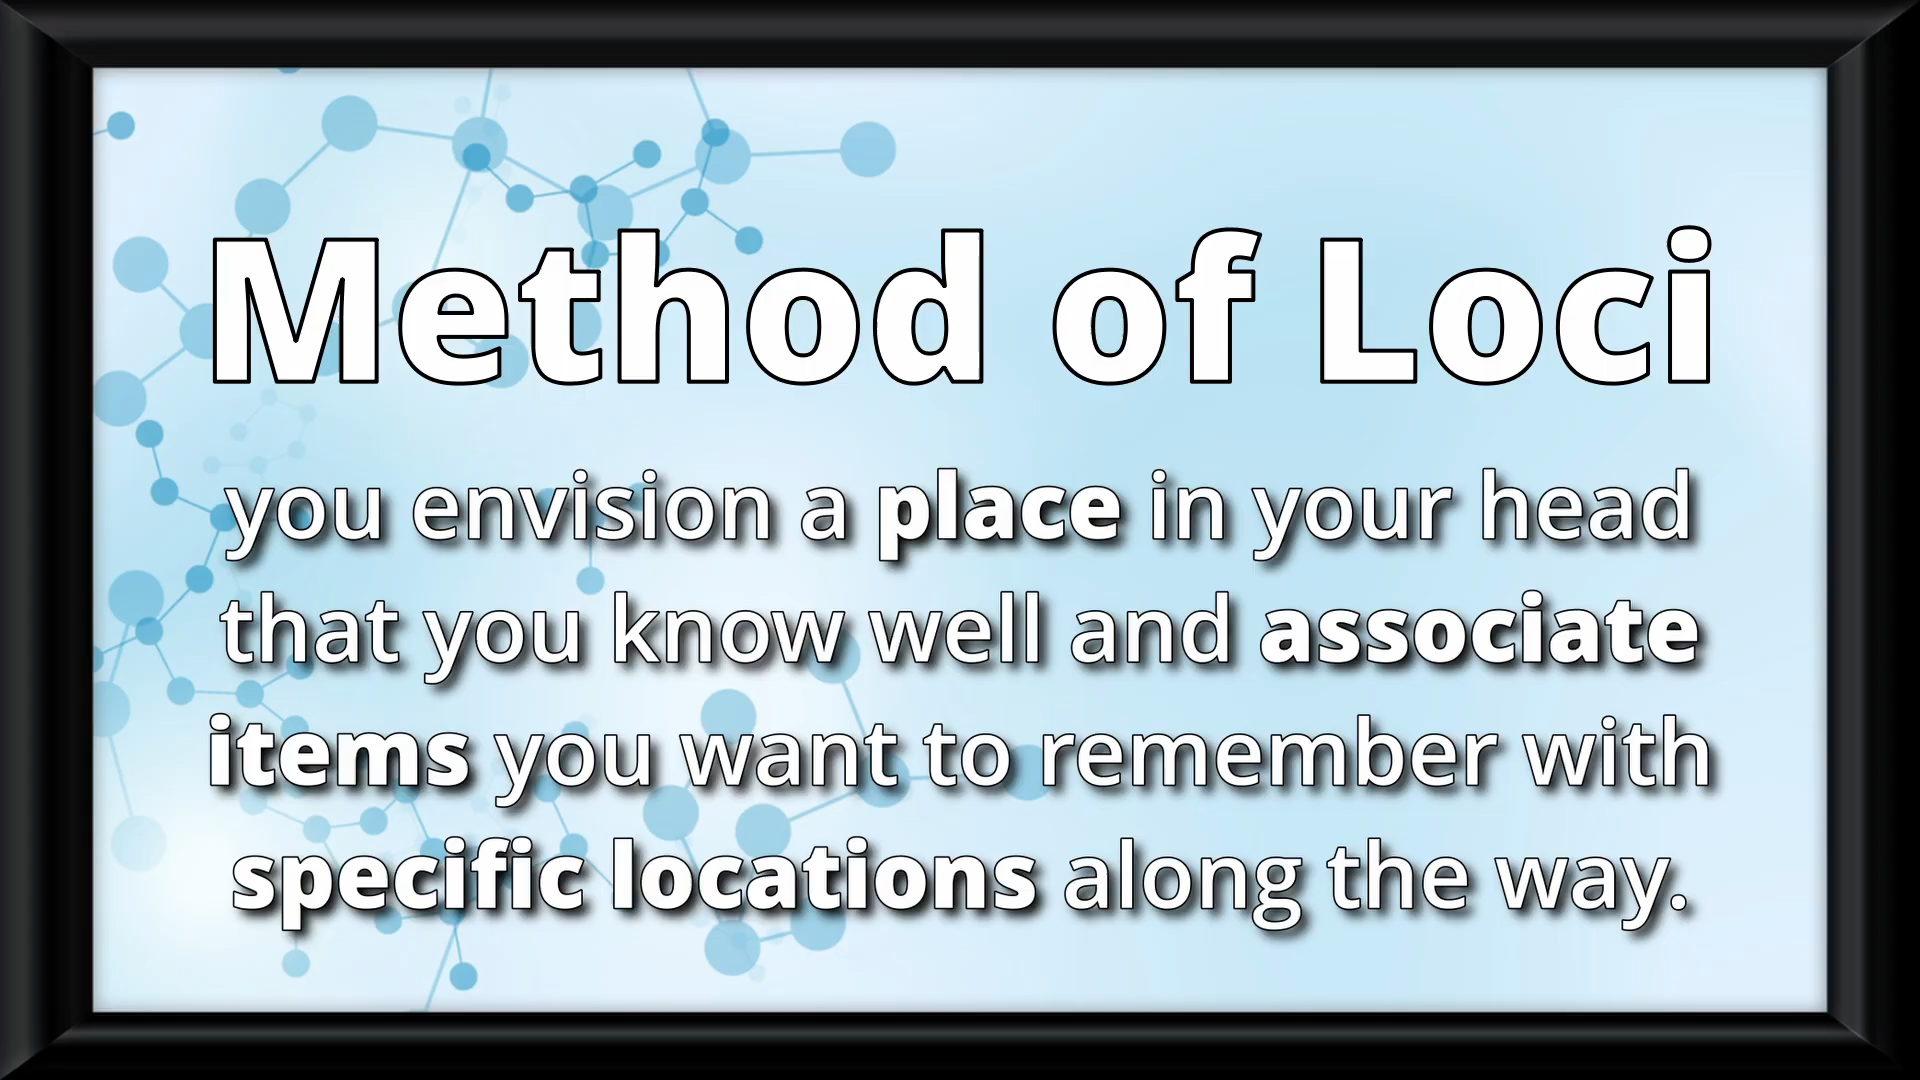 Method of Loci
you envision a place in your head
that you know well and associate
items you want to remember with
specific locations along the way.